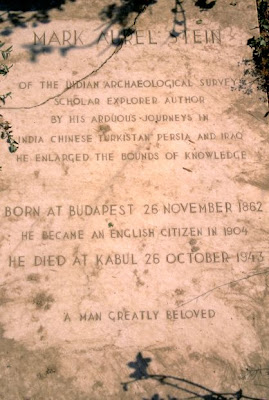 MARK AUREL STEIN
OF THE INDIAN ARCHAEOLOGICAL SURVEY
SCHOLAR EXPLORER AUTHOR
BY HIS ARDUOUS JOURNEYS IN
INDIA CHINESE TURKISTAN PERSIA AND IRAQ
HE ENLARGED THE BOUNDS OF KNOWLEDGE
BORN AT BUDAPEST 26 NOVEMBER 1862
HE BECAME AN ENGLISH CITIZEN IN 1904
HE DIED AT KABUL 26 OCTOBER 1943
A MAN GREATLY BELOVED